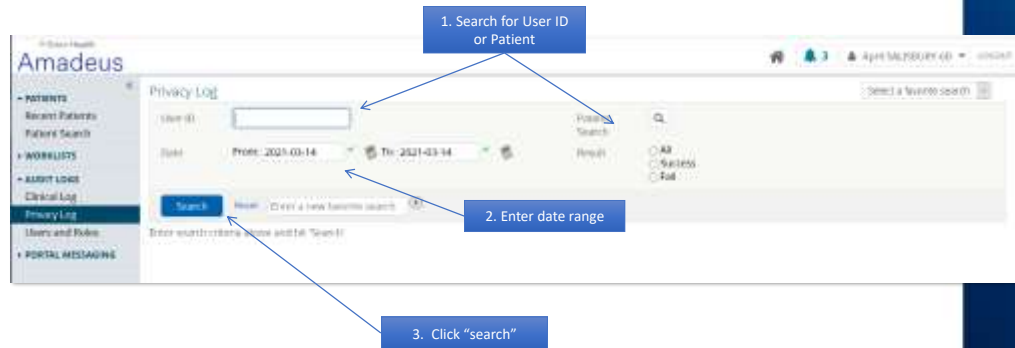 1. Search for User ID
or Patient
Amadeus
3
- PATIENTS
Recent Patients
Patient Search
Privacy Log
Select a favorite search
User ID
Patient
Search
Date
From: 2021-03-14
To: 2021-03-14
Result
All
Success
Fail
› WORKLISTS
- AUDIT LOGS
Clinical Log
Privacy Log
Users and Roles
› PORTAL MESSAGING
Search
Reset
Enter a new favorite search
Enter search criteria above and hit 'Search'
2. Enter date range
3. Click “search”